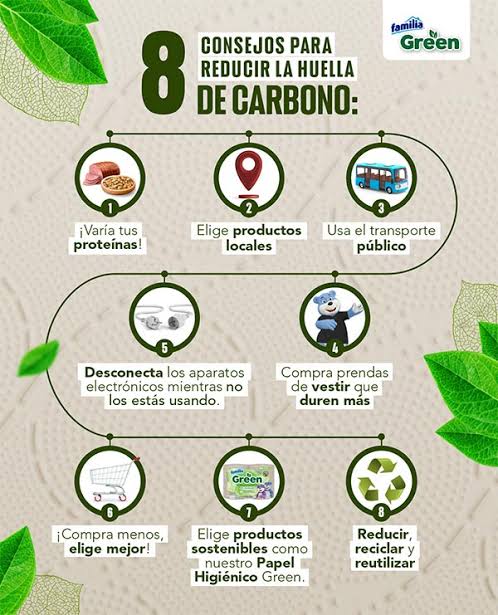 familia
Green
8
CONSEJOS PARA
REDUCIR LA HUELLA
DE CARBONO:
1
¡Varía tus
proteínas!
2
Elige productos
locales
3
Usa el transporte
público
4
Compra prendas
de vestir que
duren más
5
Desconecta los aparatos
electrónicos mientras no
los estás usando.
6
¡Compra menos,
elige mejor!
familia
Green
7
Elige productos
sostenibles como
nuestro Papel
Higiénico Green.
8
Reducir,
reciclar y
reutilizar